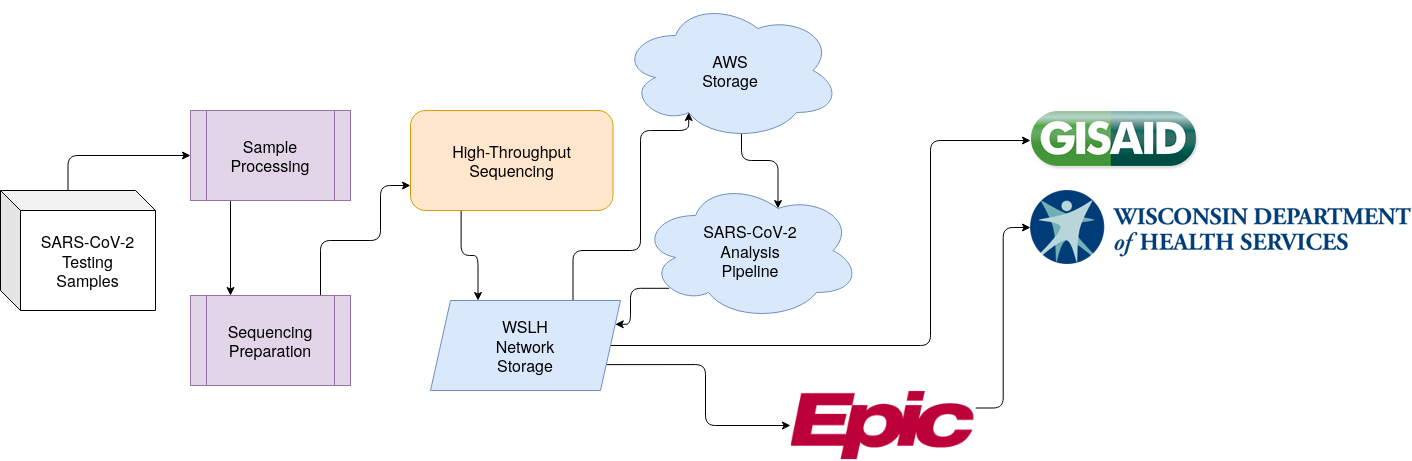 AWS
Storage
Sample
Processing
HIgh-Throughput
Sequencing
GISAID
SARS-CoV-2
Testing
Samples
SARS-CoV-2
Analysis
Pipeline
WISCONSIN DEPARTMENT
of HEALTH SERVICES
Sequencing
Preparation
WSLH
Network
Storage
Epic